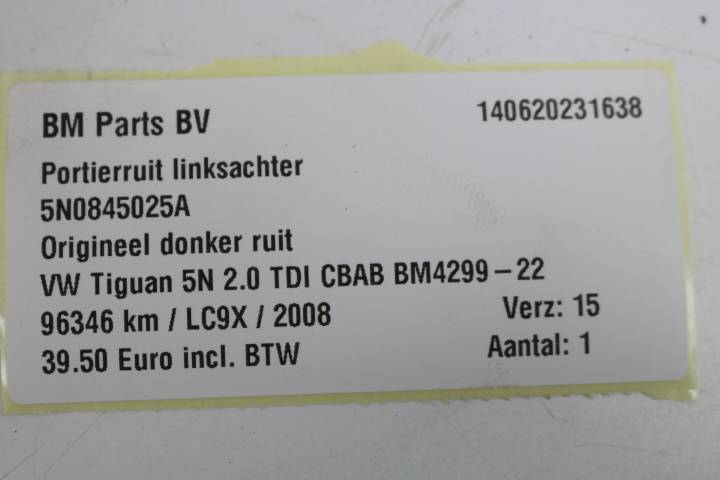 BM Parts BV 140620231638
Portierruit linksachter
5N0845025A
Origineel donker ruit
VW Tiguan 5N 2.0 TDI CBAB BM4299-22
96346 km / LC9X / 2008 Verz: 15
39.50 Euro incl. BTW Aantal: 1